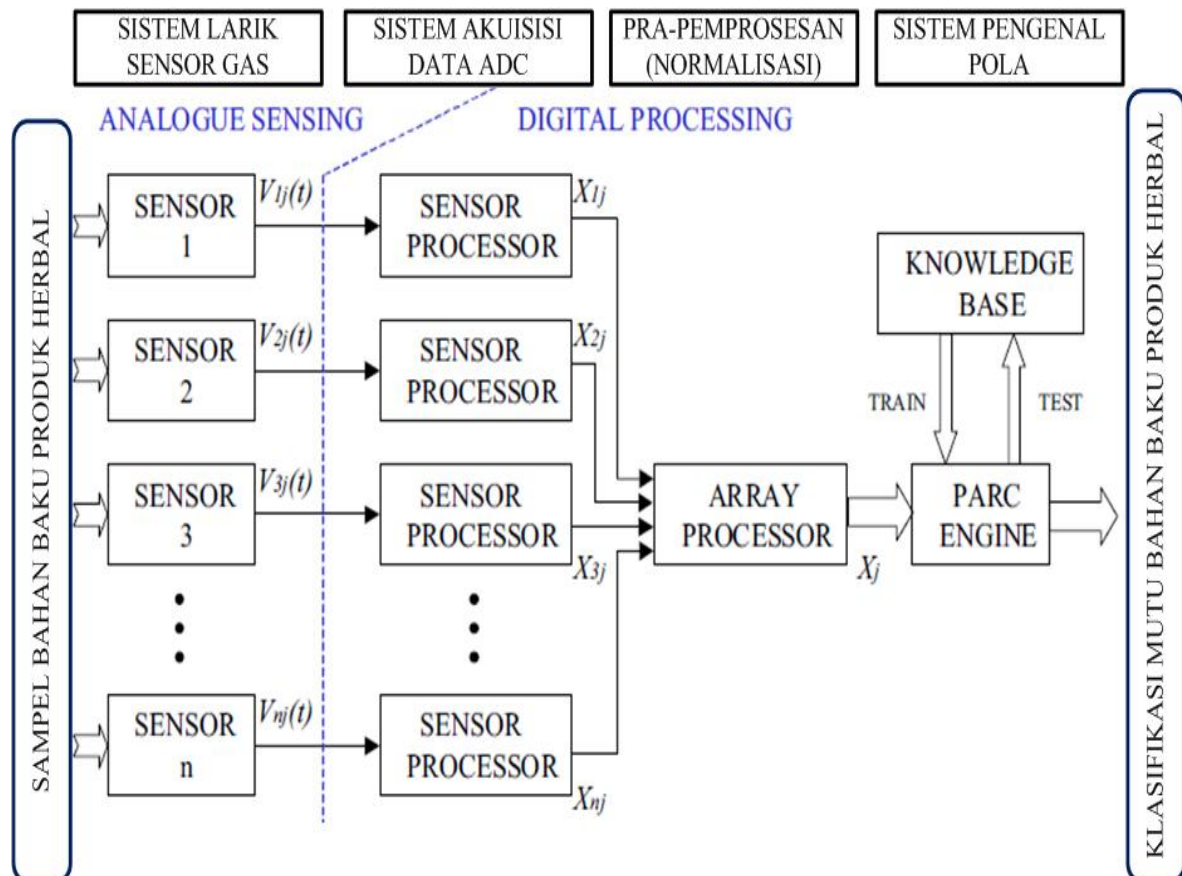 SISTEM LARIK
SENSOR GAS
SISTEM AKUISISI
DATA ADC
PRA-PEMPROSESAN
(NORMALISASI)
SISTEM PENGENAL
POLA
ANALOGUE SENSING
DIGITAL PROCESSING
SAMPEL BAHAN BAKU PRODUK HERBAL
SENSOR
1
V1j(t)
SENSOR
PROCESSOR
X1j
SENSOR
2
V2j(t)
SENSOR
PROCESSOR
X2j
SENSOR
3
V3j(t)
SENSOR
PROCESSOR
X3j
SENSOR
n
Vnj(t)
SENSOR
PROCESSOR
Xnj
ARRAY
PROCESSOR
Xj
KNOWLEDGE
BASE
TRAIN
TEST
PARC
ENGINE
KLASIFIKASI MUTU BAHAN BAKU PRODUK HERBAL